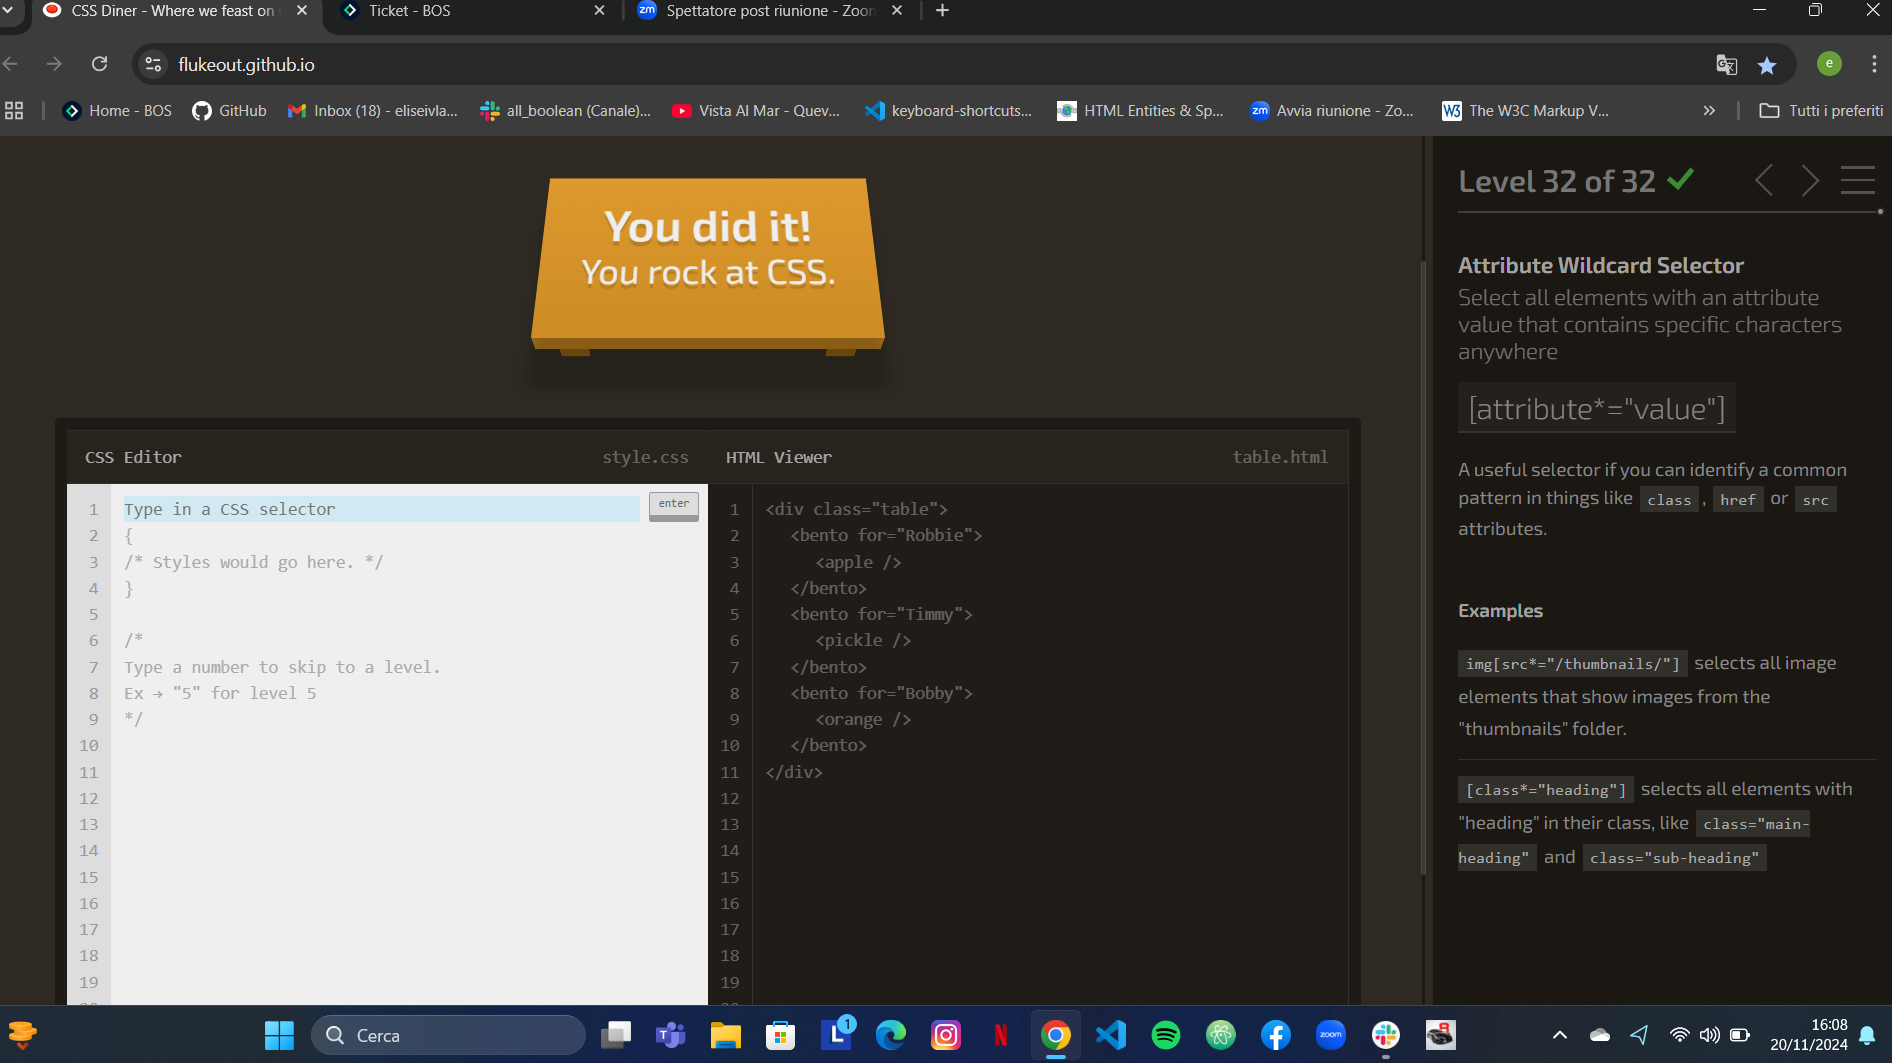 CSS Diner - Where we feast on
Ticket - BOS
Spettatore post riunione - Zoon
flukeout.github.io
e
Home - BOS
GitHub
Inbox (18) - eliseivla...
all_boolean (Canale)...
Vista Al Mar - Quev...
keyboard-shortcuts...
HTML Entities & Sp...
Avvia riunione - Zo...
The W3C Markup V...
Tutti i preferiti
You did it!
You rock at CSS.
CSS Editor
style.css
1 Type in a CSS selector
enter
2 {
3 /* Styles would go here. */
4 }
5
6 /*
7 Type a number to skip to a level.
8 Ex → "5" for level 5
9 */
10
11
12
13
14
15
16
17
18
19
HTML Viewer
table.html
1 <div class="table">
2 <bento for="Robbie">
3 <apple />
4 </bento>
5 <bento for="Timmy">
6 <pickle />
7 </bento>
8 <bento for="Bobby">
9 <orange />
10 </bento>
11 </div>
12
13
14
15
16
17
18
19
Level 32 of 32
Attribute Wildcard Selector
Select all elements with an attribute
value that contains specific characters
anywhere
[attribute*="value"]
A useful selector if you can identify a common
pattern in things like class , href or src
attributes.
Examples
img[src*="/thumbnails/"] selects all image
elements that show images from the
"thumbnails" folder.
[class*="heading"] selects all elements with
"heading" in their class, like class="main-
heading" and class="sub-heading"
Cerca
1
16:08
20/11/2024